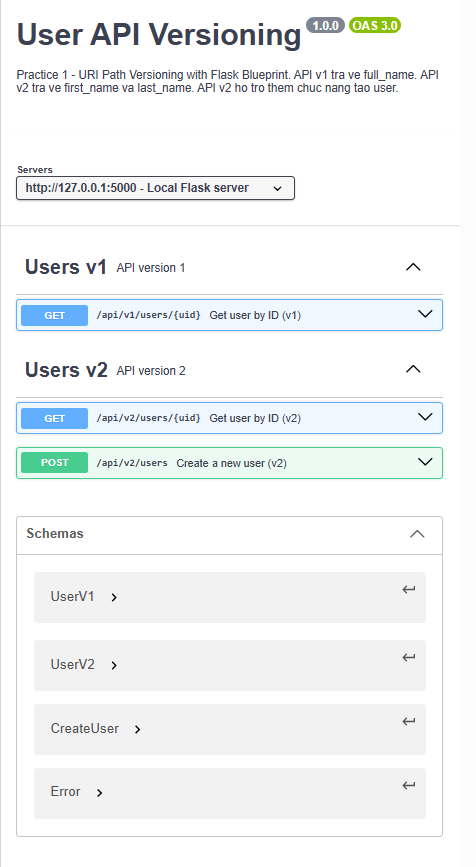 User API Versioning 1.0.0 OAS 3.0
Practice 1 - URI Path Versioning with Flask Blueprint. API v1 tra ve full_name. API
v2 tra ve first_name va last_name. API v2 ho tro them chuc nang tao user.
Servers
http://127.0.0.1:5000 - Local Flask server
Users v1 API version 1
GET /api/v1/users/{uid} Get user by ID (v1)
Users v2 API version 2
GET /api/v2/users/{uid} Get user by ID (v2)
POST /api/v2/users Create a new user (v2)
Schemas
UserV1
UserV2
CreateUser
Error